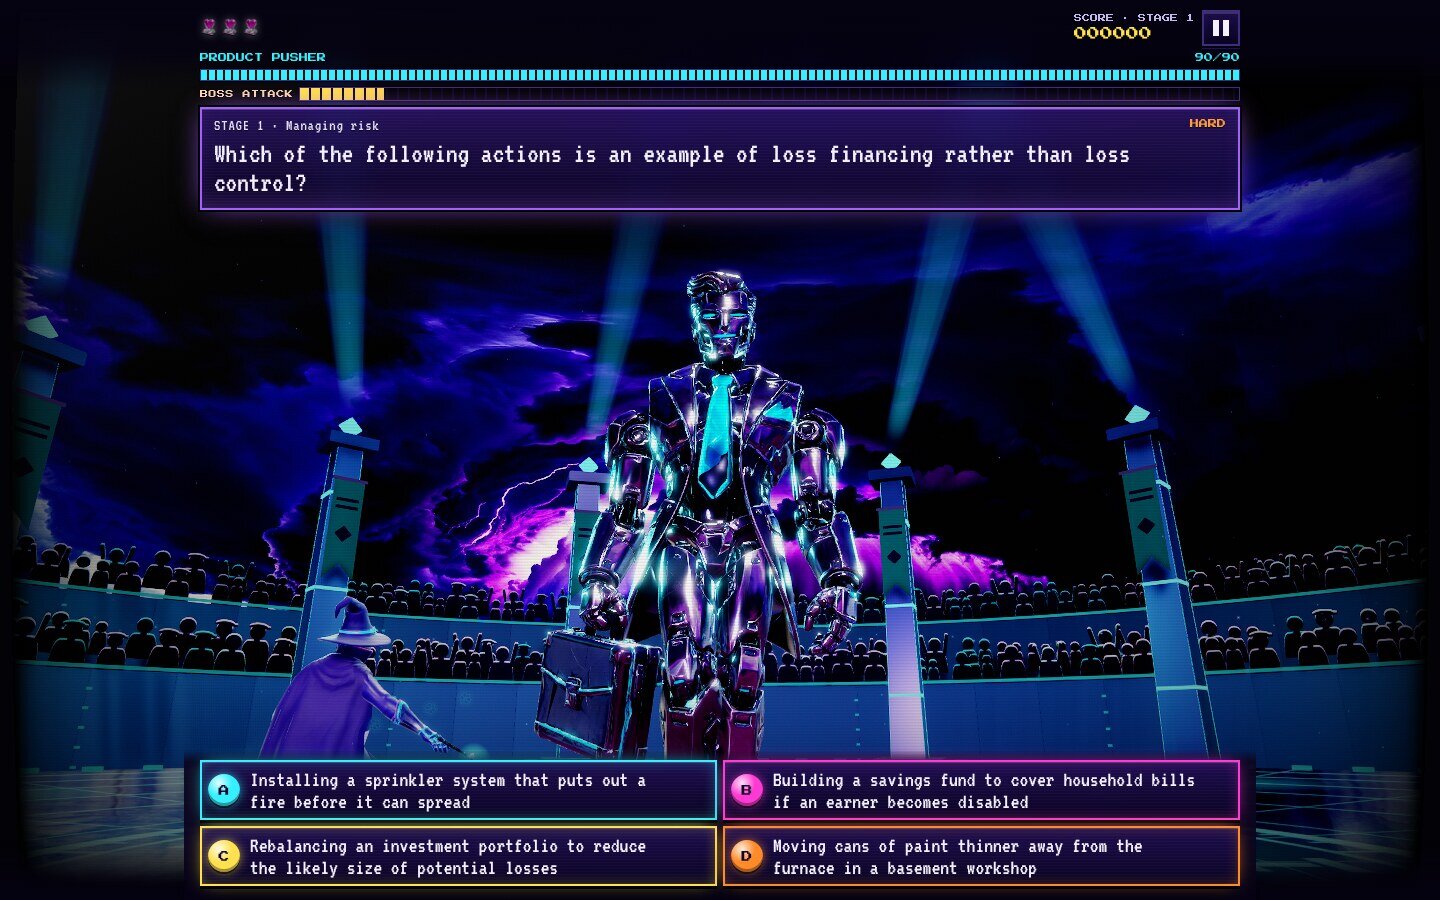 SCORE · STAGE 1
000000
PRODUCT PUSHER
90/90
BOSS ATTACK
STAGE 1 · Managing risk
HARD
Which of the following actions is an example of loss financing rather than loss
control?
A
Installing a sprinkler system that puts out a
fire before it can spread
B
Building a savings fund to cover household bills
if an earner becomes disabled
C
Rebalancing an investment portfolio to reduce
the likely size of potential losses
D
Moving cans of paint thinner away from the
furnace in a basement workshop